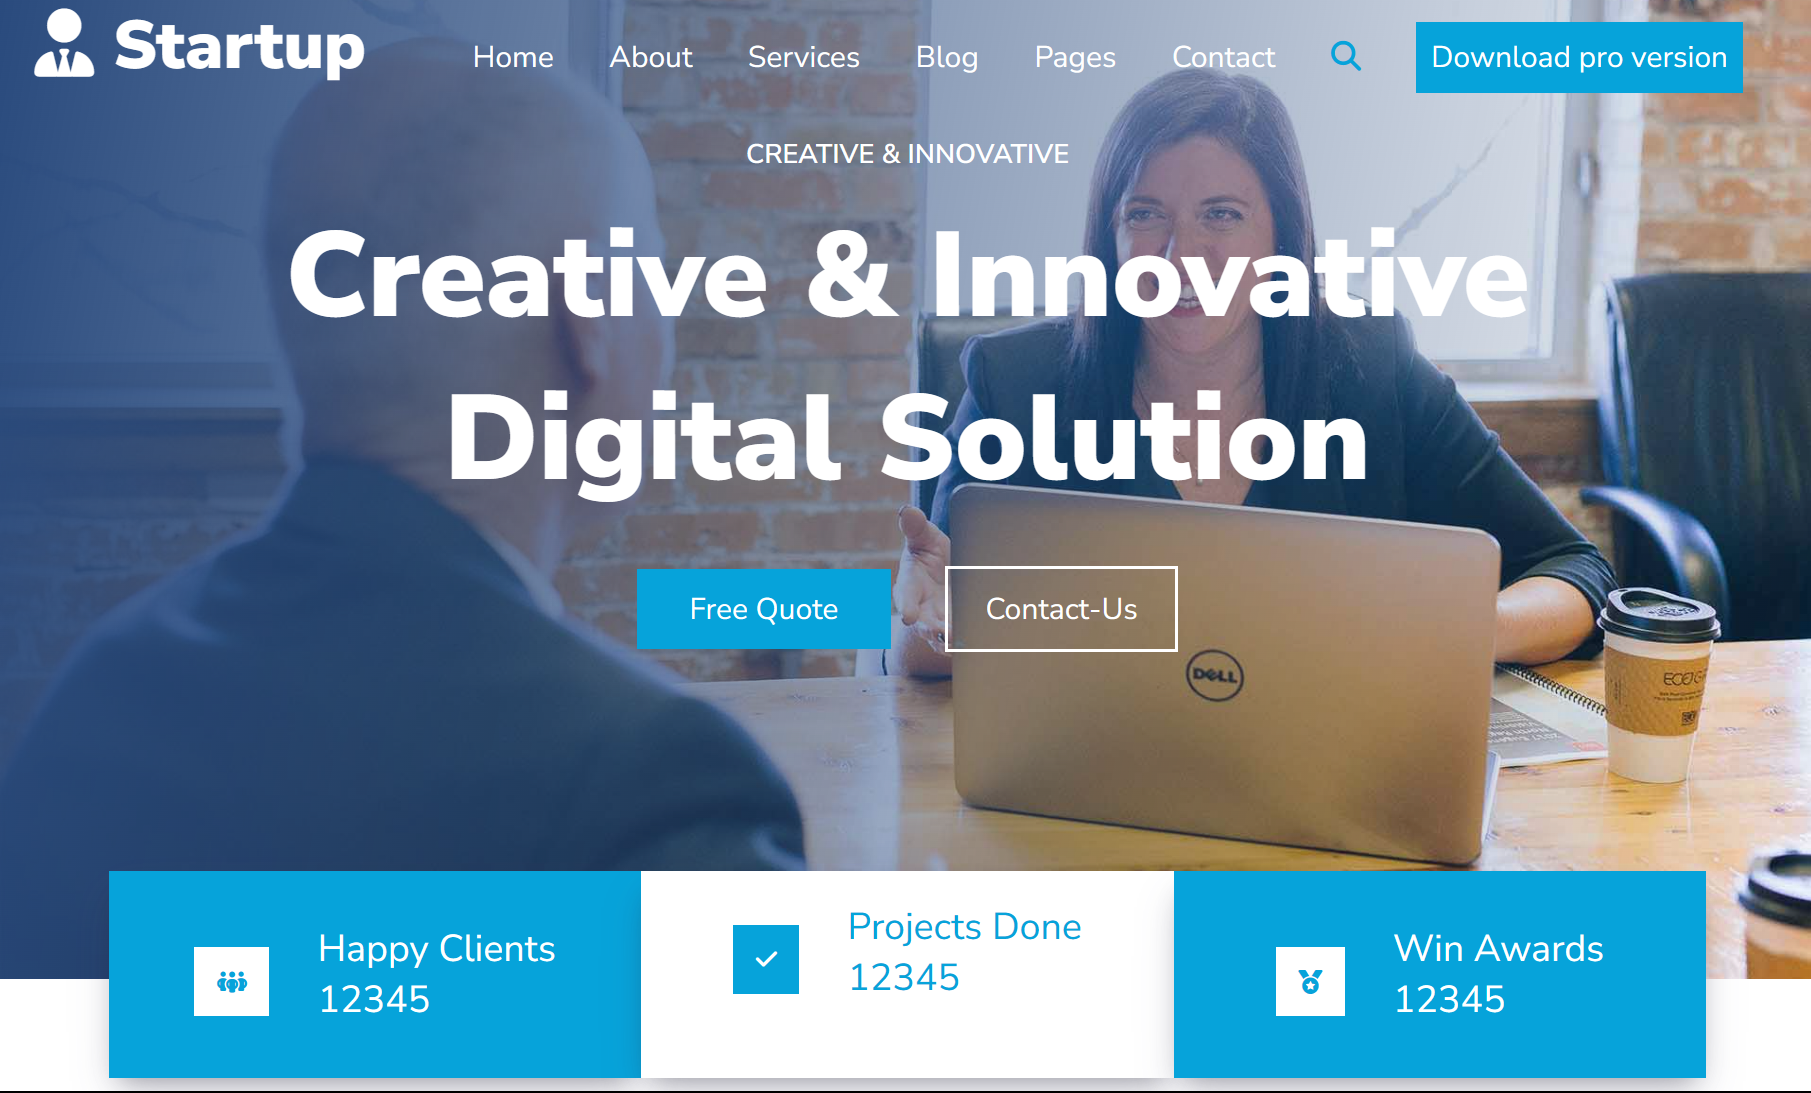 Startup
Home About Services Blog Pages Contact Download pro version
CREATIVE & INNOVATIVE
Creative & Innovative
Digital Solution
Free Quote Contact-Us
DELL
Happy Clients
12345
Projects Done
12345
Win Awards
12345